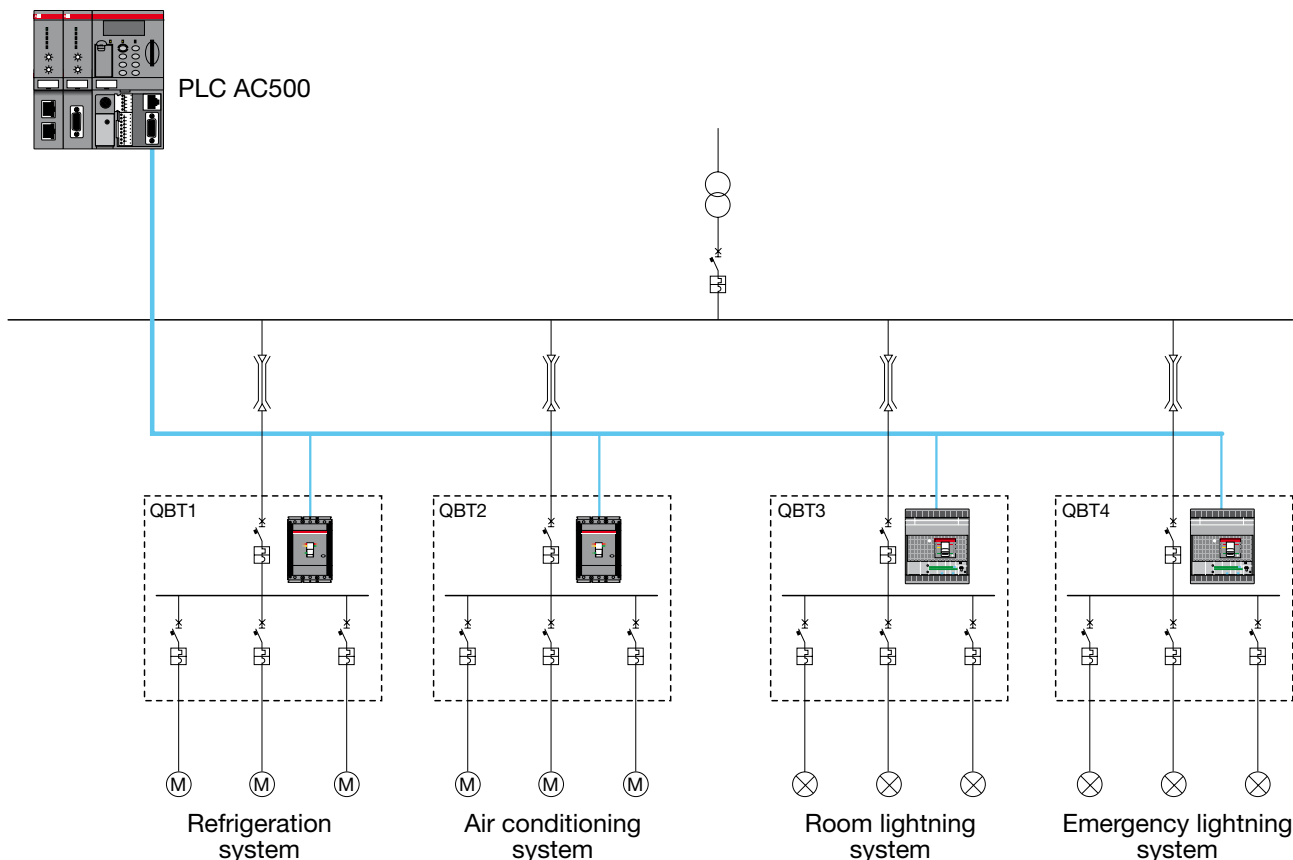 PLC AC500
QBT1
QBT2
QBT3
QBT4
M
M
M
M
M
M
Refrigeration
system
Air conditioning
system
Room lightning
system
Emergency lightning
system